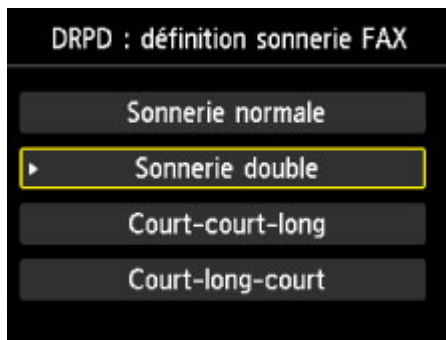 DRPD : définition sonnerie FAX
Sonnerie normale
Sonnerie double
Court-court-long
Court-long-court